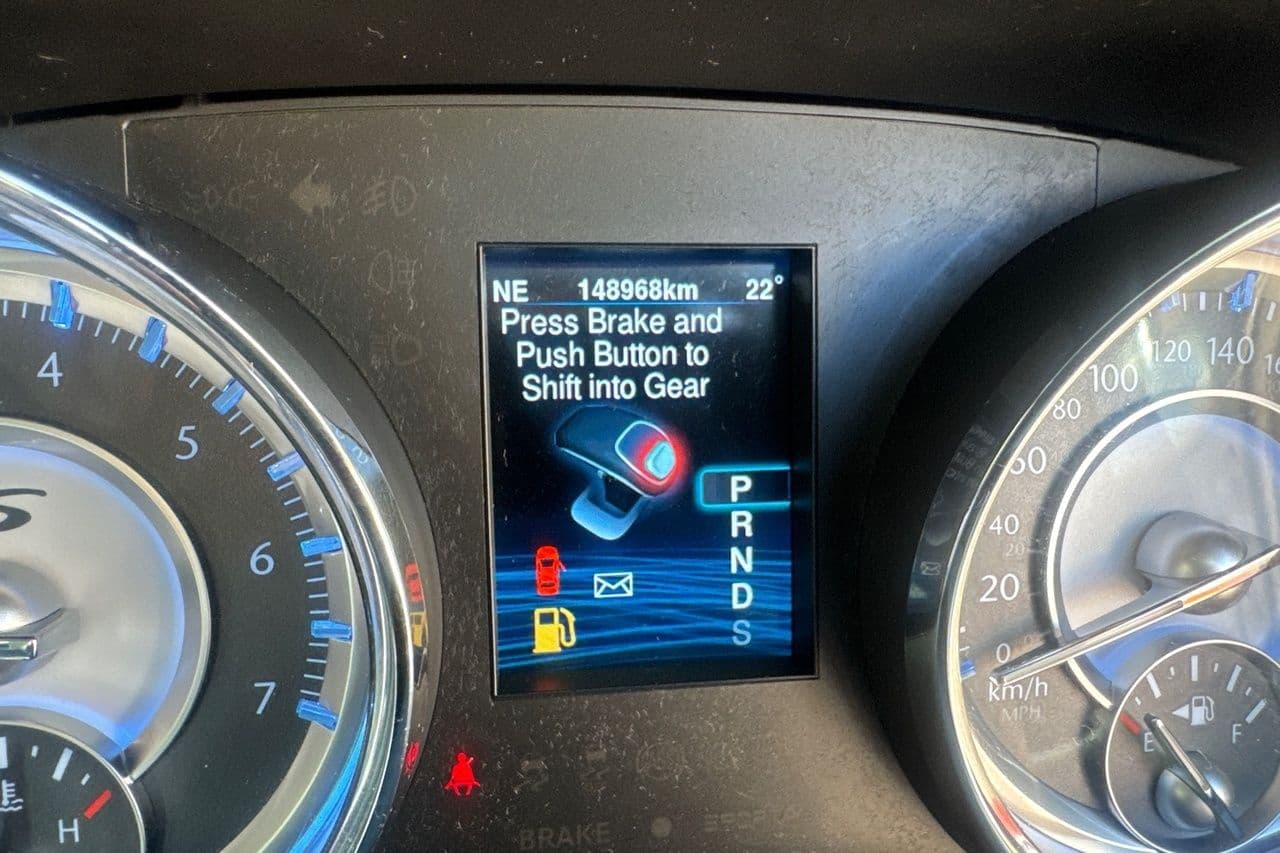 NE 148968km 22°
Press Brake and
Push Button to
Shift into Gear
P
R
N
D
S
4
5
6
7
H
S
0
20
20
40
60
80
100
120
140
km/h
MPH
E
F
BRAKE